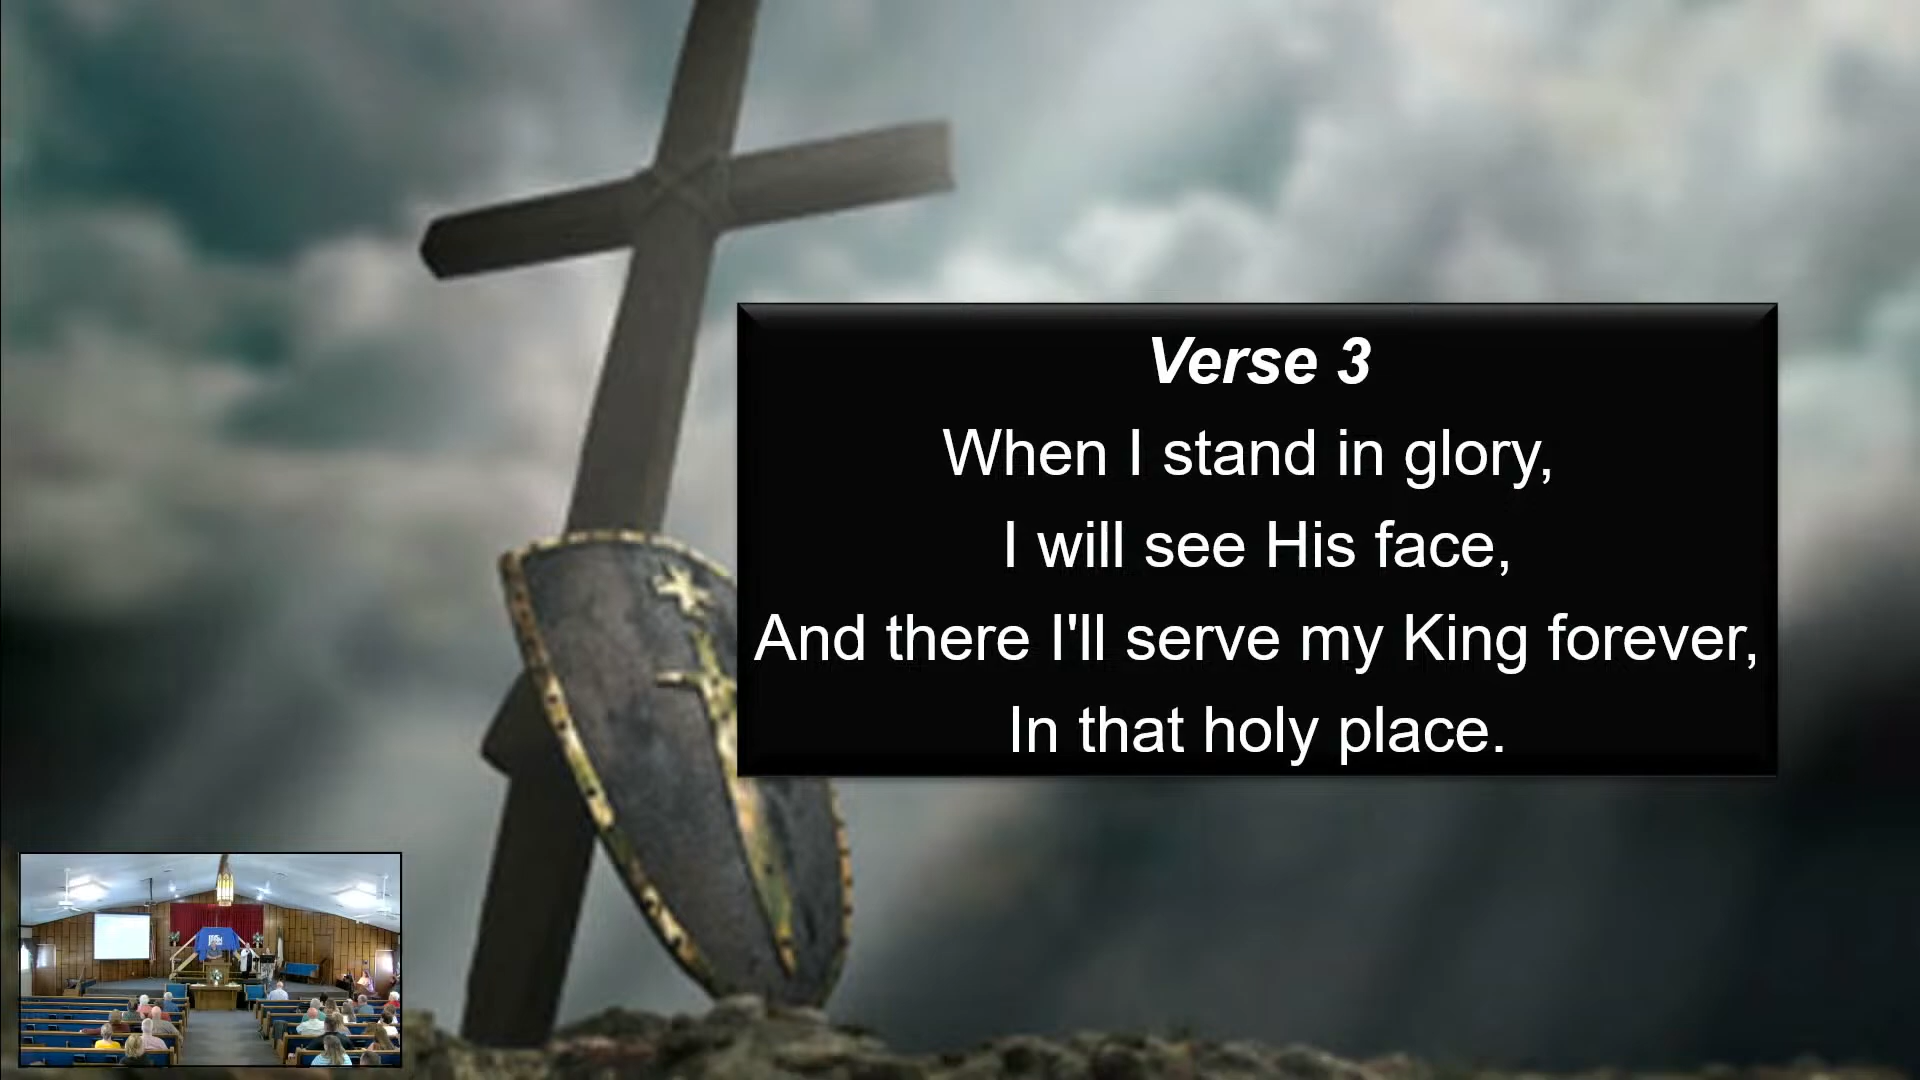 Verse 3
When I stand in glory,
I will see His face,
And there I'll serve my King forever,
In that holy place.